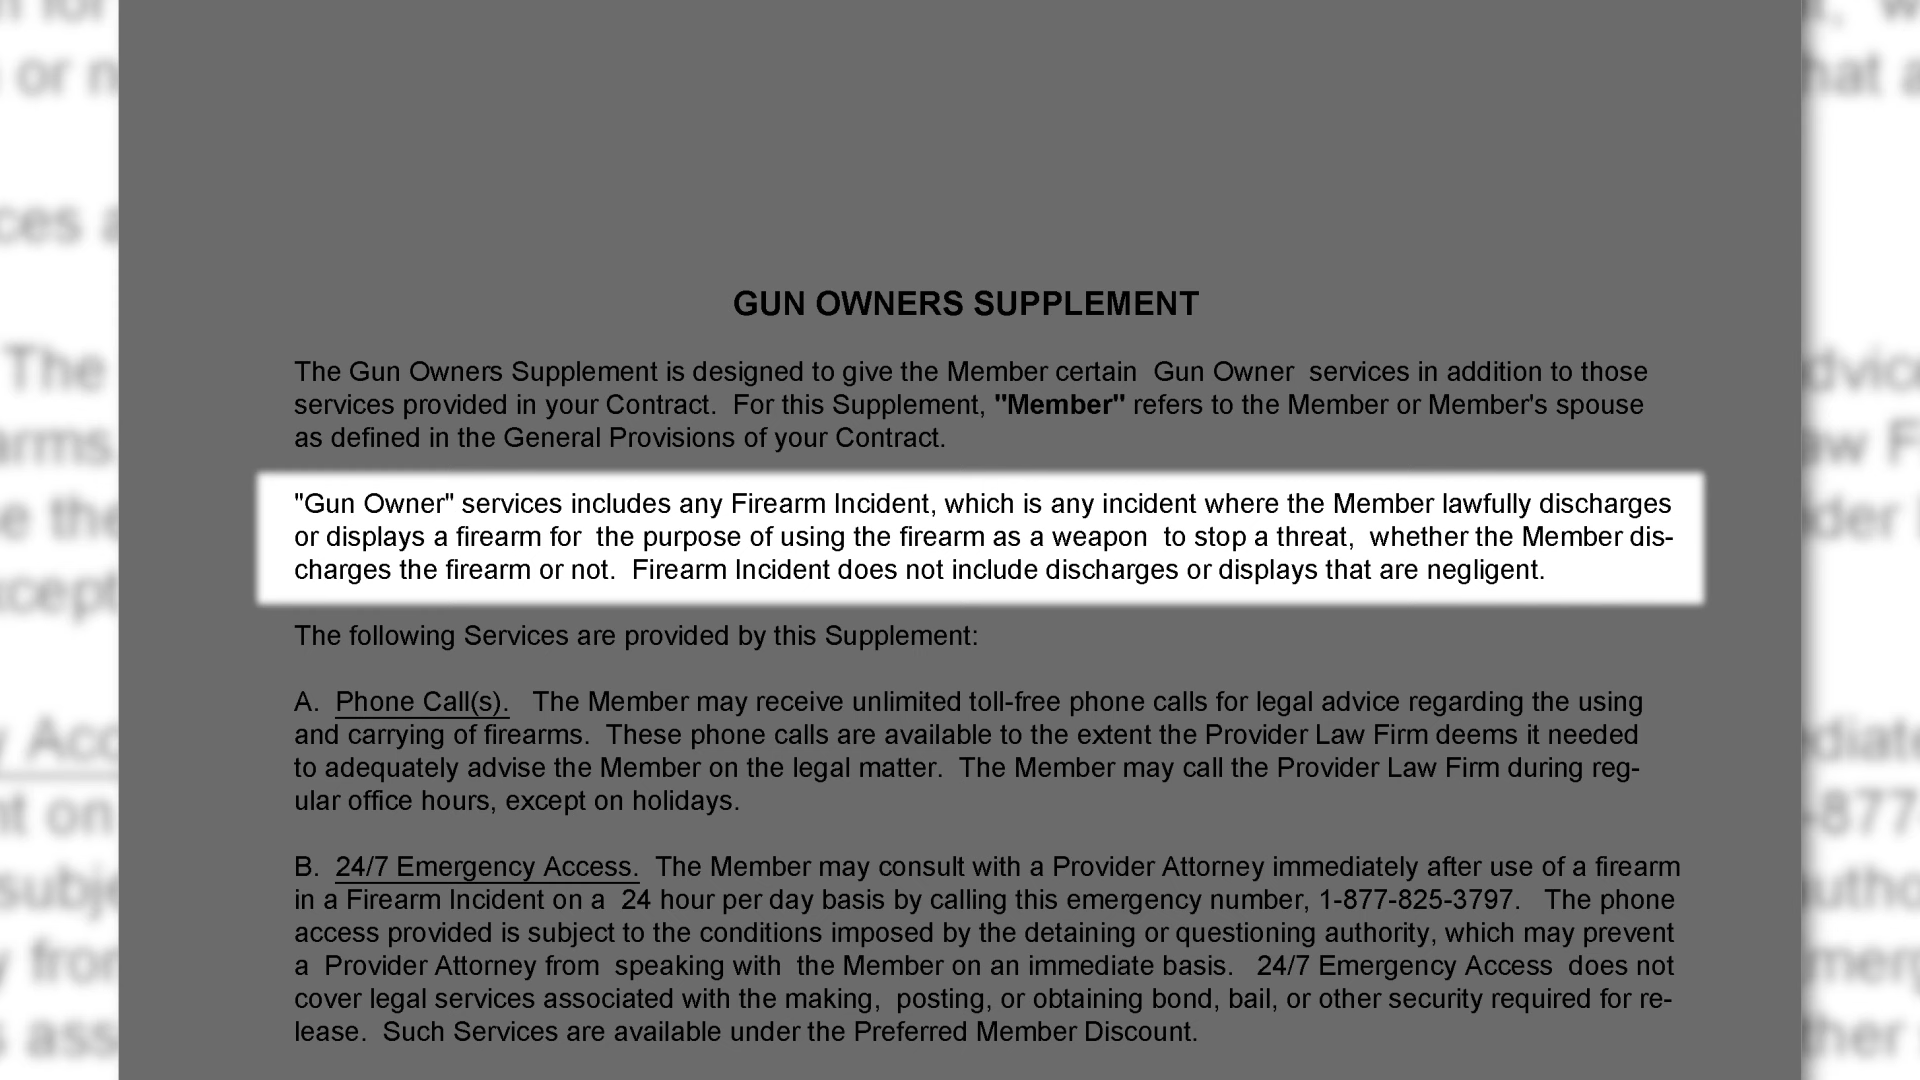 GUN OWNERS SUPPLEMENT
The Gun Owners Supplement is designed to give the Member certain  Gun Owner  services in addition to those
services provided in your Contract.  For this Supplement, "Member" refers to the Member or Member's spouse
as defined in the General Provisions of your Contract.
"Gun Owner" services includes any Firearm Incident, which is any incident where the Member lawfully discharges
or displays a firearm for  the purpose of using the firearm as a weapon  to stop a threat,  whether the Member dis-
charges the firearm or not.  Firearm Incident does not include discharges or displays that are negligent.
The following Services are provided by this Supplement:
A.  Phone Call(s).   The Member may receive unlimited toll-free phone calls for legal advice regarding the using
and carrying of firearms.  These phone calls are available to the extent the Provider Law Firm deems it needed
to adequately advise the Member on the legal matter.  The Member may call the Provider Law Firm during reg-
ular office hours, except on holidays.
B.  24/7 Emergency Access.  The Member may consult with a Provider Attorney immediately after use of a firearm
in a Firearm Incident on a  24 hour per day basis by calling this emergency number, 1-877-825-3797.   The phone
access provided is subject to the conditions imposed by the detaining or questioning authority, which may prevent
a  Provider Attorney from  speaking with  the Member on an immediate basis.   24/7 Emergency Access  does not
cover legal services associated with the making,  posting, or obtaining bond, bail, or other security required for re-
lease.  Such Services are available under the Preferred Member Discount.